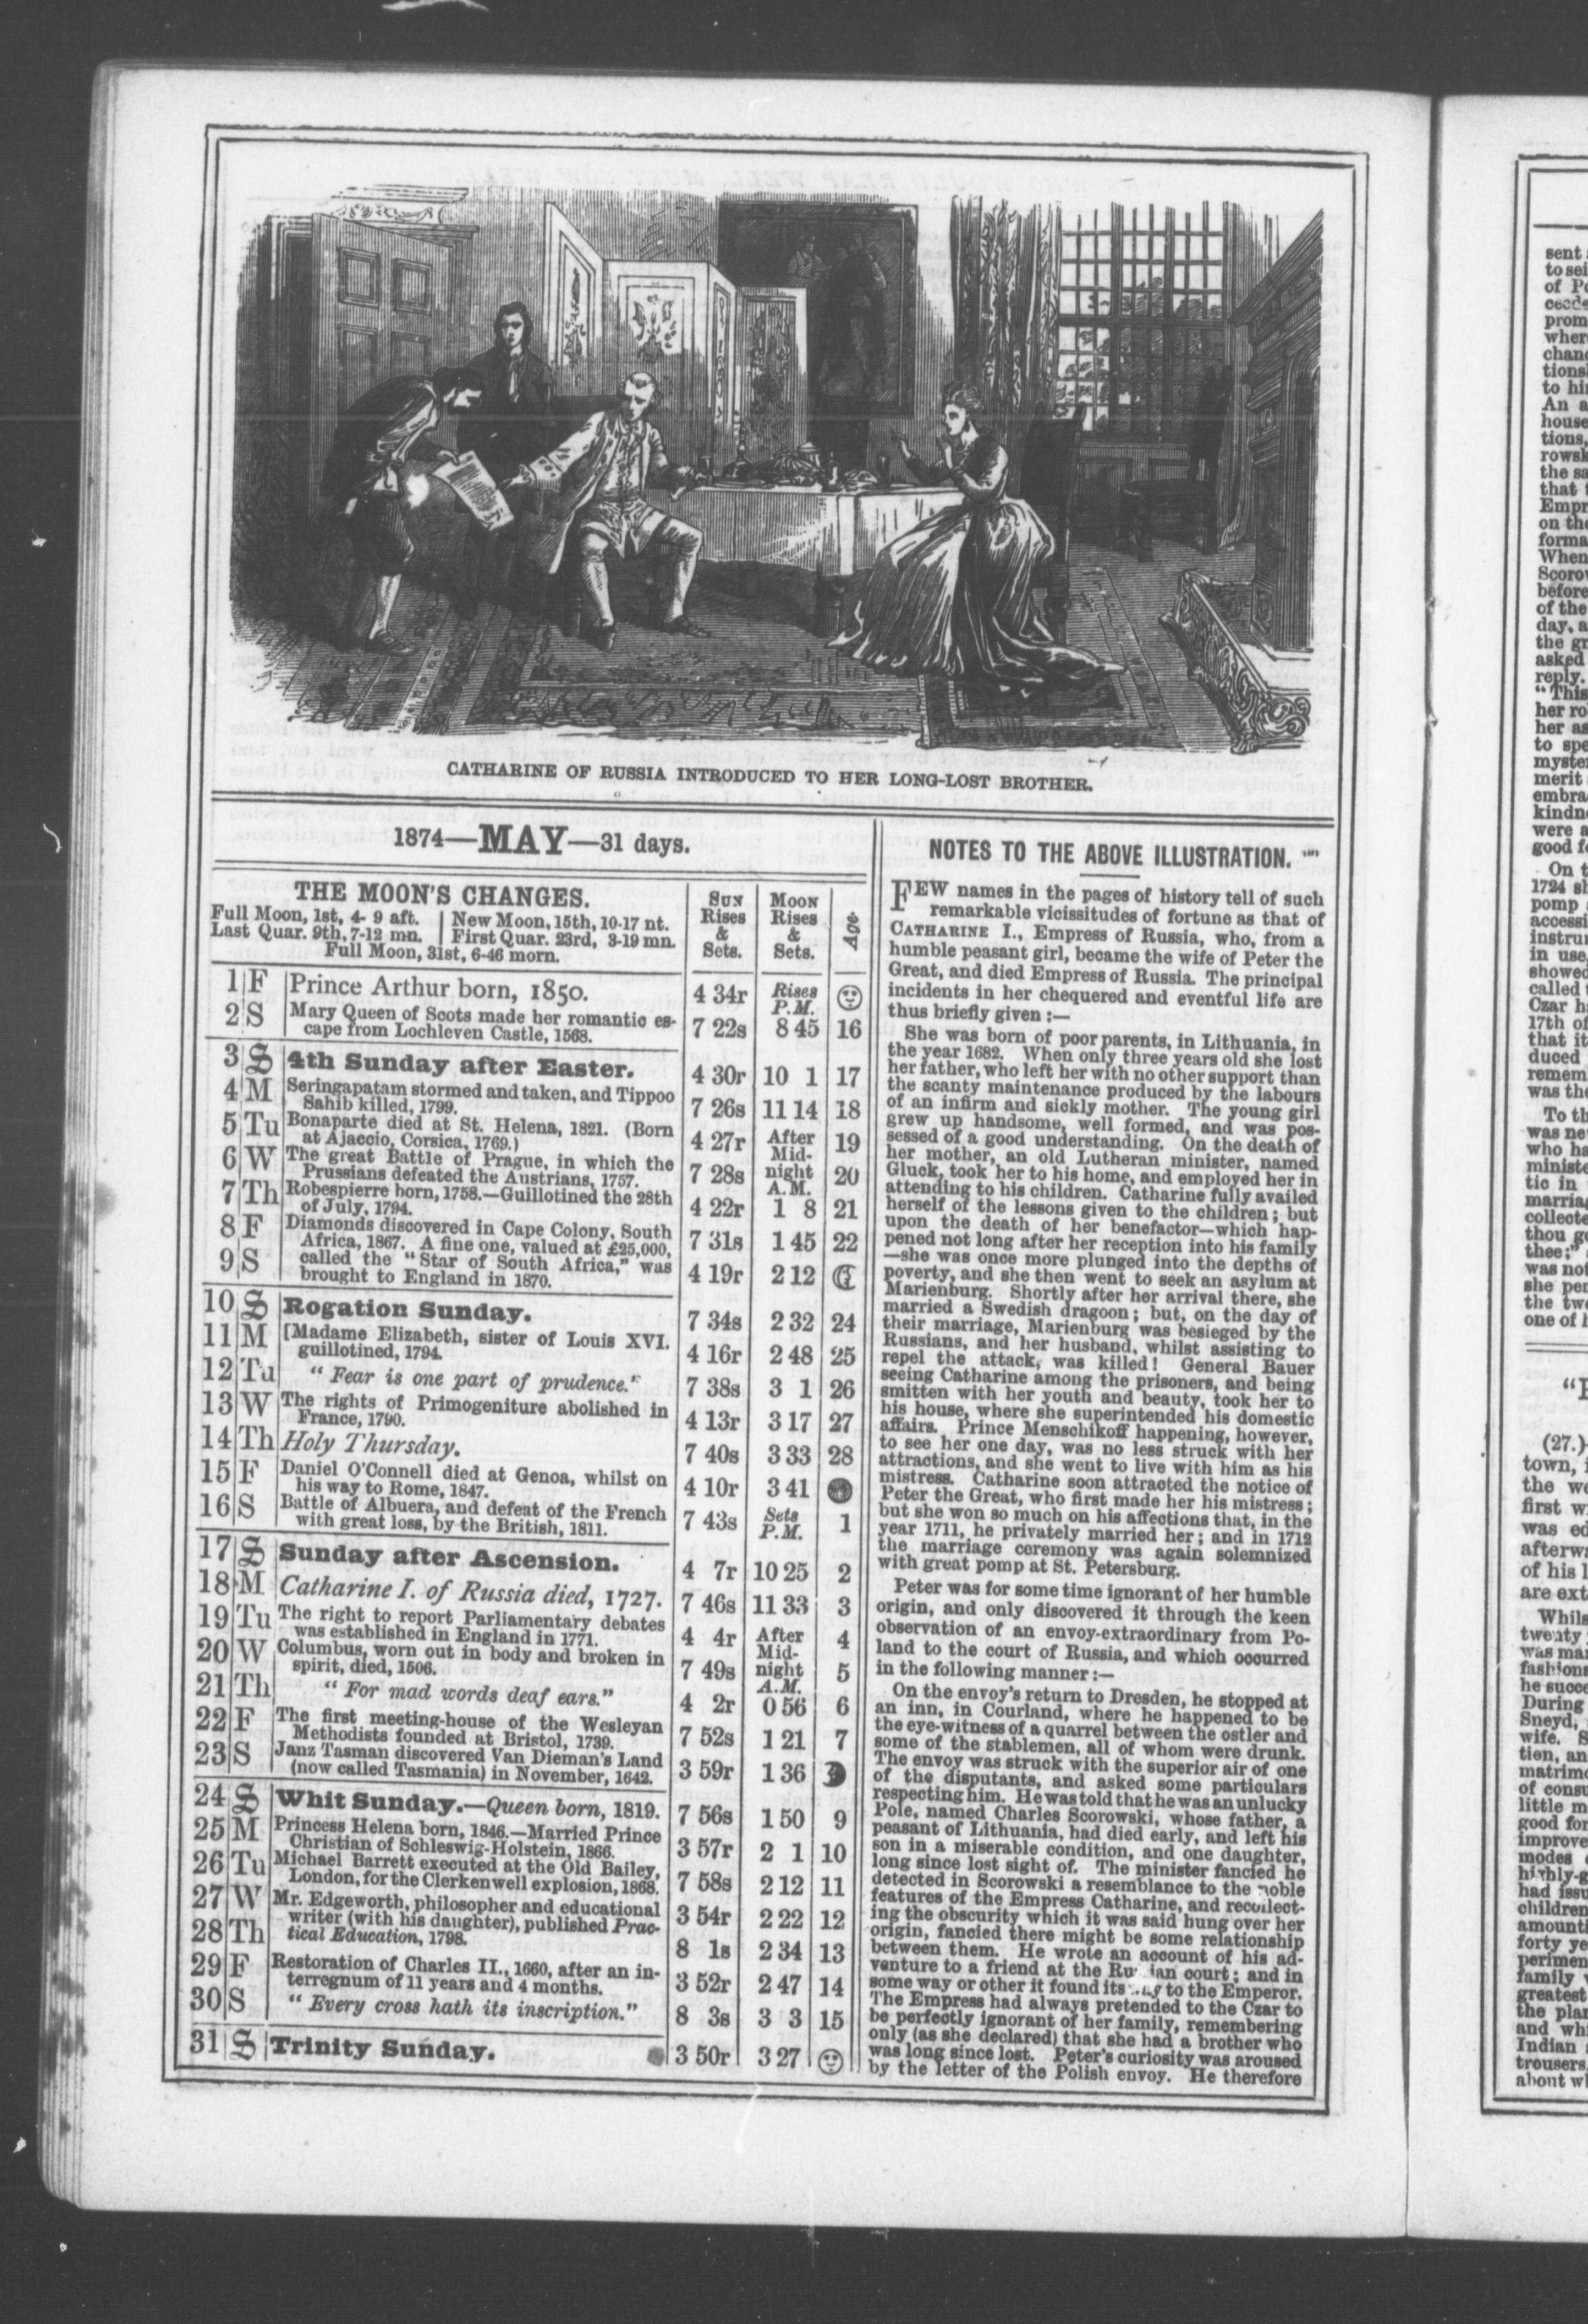 CATHARINE OF RUSSIA INTRODUCED TO HER LONG-LOST BROTHER.
1874—MAY—31 days.
THE MOON'S CHANGES.
Full Moon, 1st, 4- 9 aft. | New Moon, 15th, 10-17 nt.
Last Quar. 9th, 7-12 mn. | First Quar. 23rd, 3-19 mn.
Full Moon, 31st, 6-46 morn.
Sun Rises & Sets.
Moon Rises & Sets.
Age
1 F Prince Arthur born, 1850. 4 34r Rises P.M.
2 S Mary Queen of Scots made her romantic es-
cape from Lochleven Castle, 1568. 7 22s 8 45 16
3 S 4th Sunday after Easter. 4 30r 10 1 17
4 M Seringapatam stormed and taken, and Tippoo
Sahib killed, 1799. 7 26s 11 14 18
5 Tu Bonaparte died at St. Helena, 1821. (Born
at Ajaccio, Corsica, 1769.) 4 27r After 19
6 W The great Battle of Prague, in which the
Prussians defeated the Austrians, 1757. 7 28s Mid-night A.M. 20
7 Th Robespierre born, 1758.—Guillotined the 28th
of July, 1794. 4 22r 1 8 21
8 F Diamonds discovered in Cape Colony, South
Africa, 1867. A fine one, valued at £25,000, 7 31s 1 45 22
9 S called the "Star of South Africa," was
brought to England in 1870. 4 19r 2 12
10 S Rogation Sunday. 7 34s 2 32 24
11 M [Madame Elizabeth, sister of Louis XVI.
guillotined, 1794. 4 16r 2 48 25
12 Tu "Fear is one part of prudence." 7 38s 3 1 26
13 W The rights of Primogeniture abolished in
France, 1790. 4 13r 3 17 27
14 Th Holy Thursday. 7 40s 3 33 28
15 F Daniel O'Connell died at Genoa, whilst on
his way to Rome, 1847. 4 10r 3 41
16 S Battle of Albuera, and defeat of the French
with great loss, by the British, 1811. 7 43s Sets P.M. 1
17 S Sunday after Ascension. 4 7r 10 25 2
18 M Catharine I. of Russia died, 1727. 7 46s 11 33 3
19 Tu The right to report Parliamentary debates
was established in England in 1771. 4 4r After 4
20 W Columbus, worn out in body and broken in
spirit, died, 1506. 7 49s Mid-night A.M. 5
21 Th "For mad words deaf ears." 4 2r 0 56 6
22 F The first meeting-house of the Wesleyan
Methodists founded at Bristol, 1739. 7 52s 1 21 7
23 S Janz Tasman discovered Van Dieman's Land
(now called Tasmania) in November, 1642. 3 59r 1 36
24 S Whit Sunday.—Queen born, 1819. 7 56s 1 50 9
25 M Princess Helena born, 1846.—Married Prince
Christian of Schleswig-Holstein, 1866. 3 57r 2 1 10
26 Tu Michael Barrett executed at the Old Bailey,
London, for the Clerkenwell explosion, 1868. 7 58s 2 12 11
27 W Mr. Edgeworth, philosopher and educational
writer (with his daughter), published Prac- 3 54r 2 22 12
28 Th tical Education, 1798. 8 1s 2 34 13
29 F Restoration of Charles II., 1660, after an in-
terregnum of 11 years and 4 months. 3 52r 2 47 14
30 S "Every cross hath its inscription." 8 3s 3 3 15
31 S Trinity Sunday. 3 50r 3 27
NOTES TO THE ABOVE ILLUSTRATION.
FEW names in the pages of history tell of such
remarkable vicissitudes of fortune as that of
CATHARINE I., Empress of Russia, who, from a
humble peasant girl, became the wife of Peter the
Great, and died Empress of Russia. The principal
incidents in her chequered and eventful life are
thus briefly given :—
She was born of poor parents, in Lithuania, in
the year 1682. When only three years old she lost
her father, who left her with no other support than
the scanty maintenance produced by the labours
of an infirm and sickly mother. The young girl
grew up handsome, well formed, and was pos-
sessed of a good understanding. On the death of
her mother, an old Lutheran minister, named
Gluck, took her to his home, and employed her in
attending to his children. Catharine fully availed
herself of the lessons given to the children; but
upon the death of her benefactor—which hap-
pened not long after her reception into his family
—she was once more plunged into the depths of
poverty, and she then went to seek an asylum at
Marienburg. Shortly after her arrival there, she
married a Swedish dragoon; but, on the day of
their marriage, Marienburg was besieged by the
Russians, and her husband, whilst assisting to
repel the attack, was killed! General Bauer
seeing Catharine among the prisoners, and being
smitten with her youth and beauty, took her to
his house, where she superintended his domestic
affairs. Prince Menschikoff happening, however,
to see her one day, was no less struck with her
attractions, and she went to live with him as his
mistress. Catharine soon attracted the notice of
Peter the Great, who first made her his mistress;
but she won so much on his affections that, in the
year 1711, he privately married her; and in 1712
the marriage ceremony was again solemnized
with great pomp at St. Petersburg.
Peter was for some time ignorant of her humble
origin, and only discovered it through the keen
observation of an envoy-extraordinary from Po-
land to the court of Russia, and which occurred
in the following manner :—
On the envoy's return to Dresden, he stopped at
an inn, in Courland, where he happened to be
the eye-witness of a quarrel between the ostler and
some of the stablemen, all of whom were drunk.
The envoy was struck with the superior air of one
of the disputants, and asked some particulars
respecting him. He was told that he was an unlucky
Pole, named Charles Scorowski, whose father, a
peasant of Lithuania, had died early, and left his
son in a miserable condition, and one daughter,
long since lost sight of. The minister fancied he
detected in Scorowski a resemblance to the noble
features of the Empress Catharine, and recollect-
ing the obscurity which it was said hung over her
origin, fancied there might be some relationship
between them. He wrote an account of his ad-
venture to a friend at the Russian court; and in
some way or other it found its way to the Emperor.
The Empress had always pretended to the Czar to
be perfectly ignorant of her family, remembering
only (as she declared) that she had a brother who
was long since lost. Peter's curiosity was aroused
by the letter of the Polish envoy. He therefore